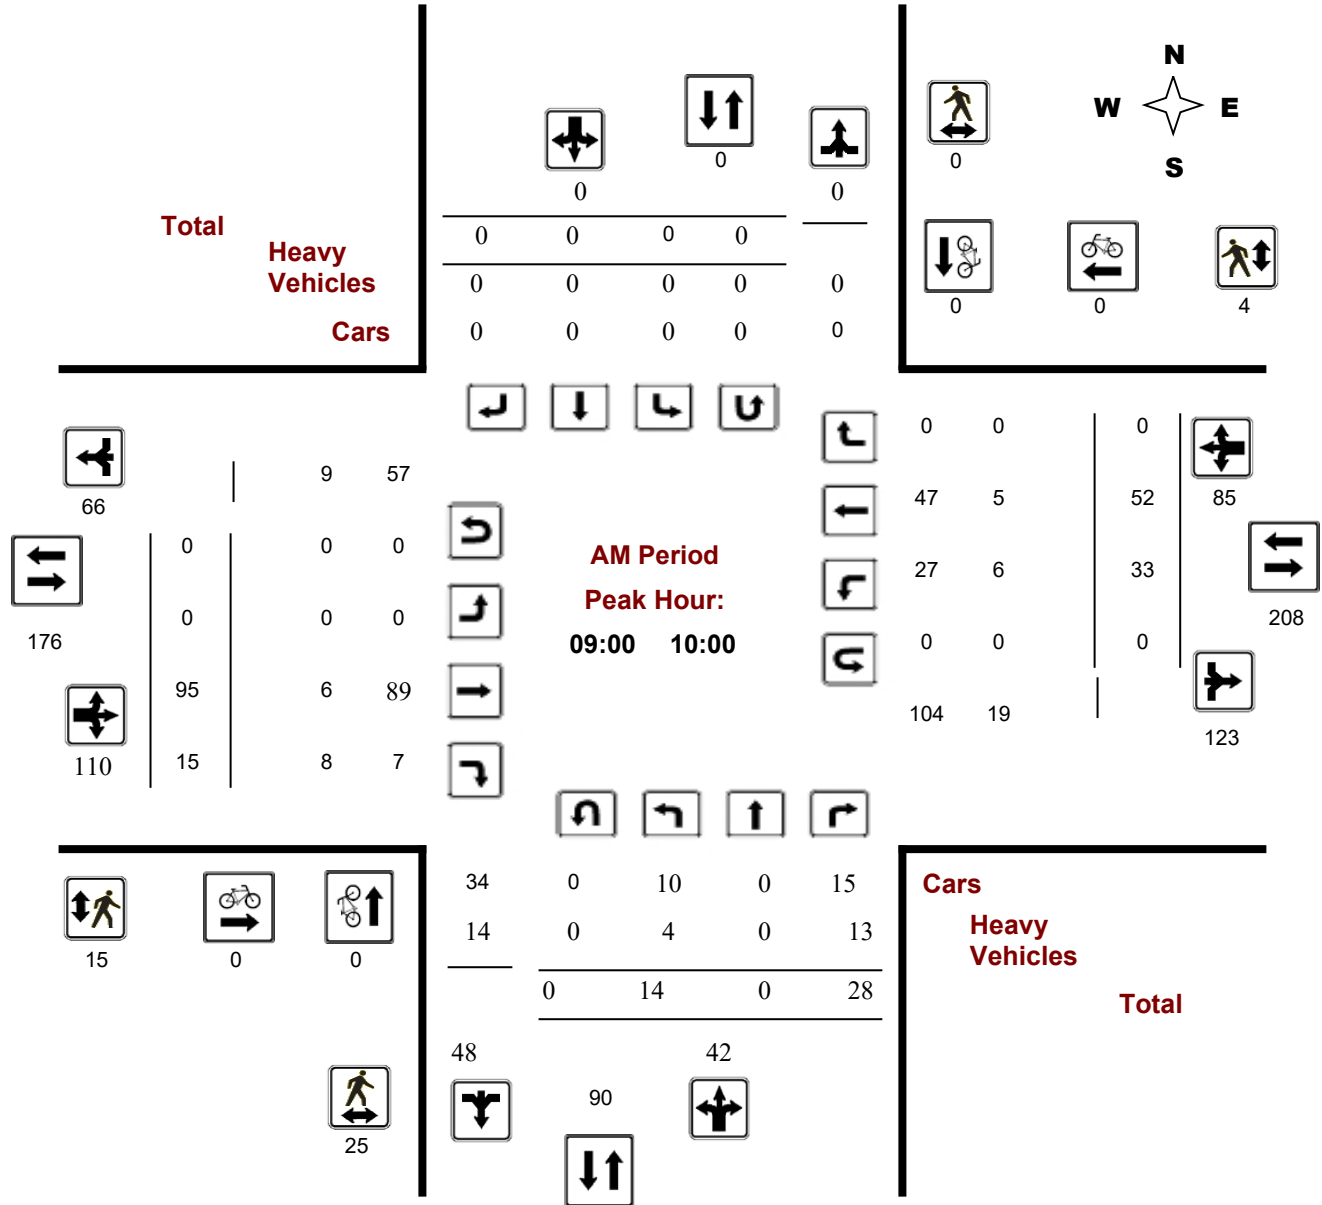 N
W E
S
0
0
0
0 0
Total
0 0 0 0
Heavy
Vehicles
0 0 0 0 0
Cars
0 0 0 0 0
0 0 4
66
9 57
0 0 0
47 5 52 85
176
0 0 0
AM Period
Peak Hour:
09:00 10:00
27 6 33
208
0 0 0
0 0 0
95 6 89
104 19
123
110
15 8 7
15 0 0
34 0 10 0 15
14 0 4 0 13
0 14 0 28
Cars
Heavy
Vehicles
Total
48 42
90
25